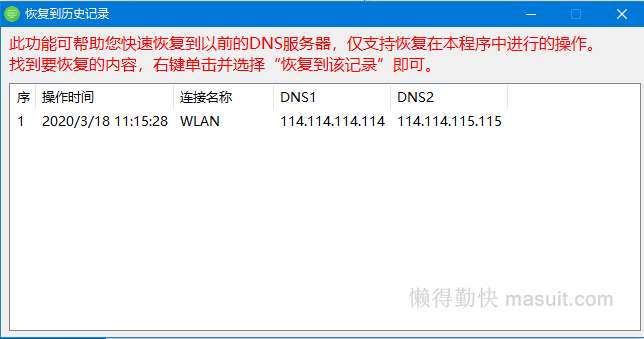 恢复到历史记录
此功能可帮助您快速恢复到以前的DNS服务器，仅支持恢复在本程序中进行的操作。
找到要恢复的内容，右键单击并选择“恢复到该记录”即可。
序 操作时间 连接名称 DNS1 DNS2
1 2020/3/18 11:15:28 WLAN 114.114.114.114 114.114.115.115
懒得勤快 masuit.com